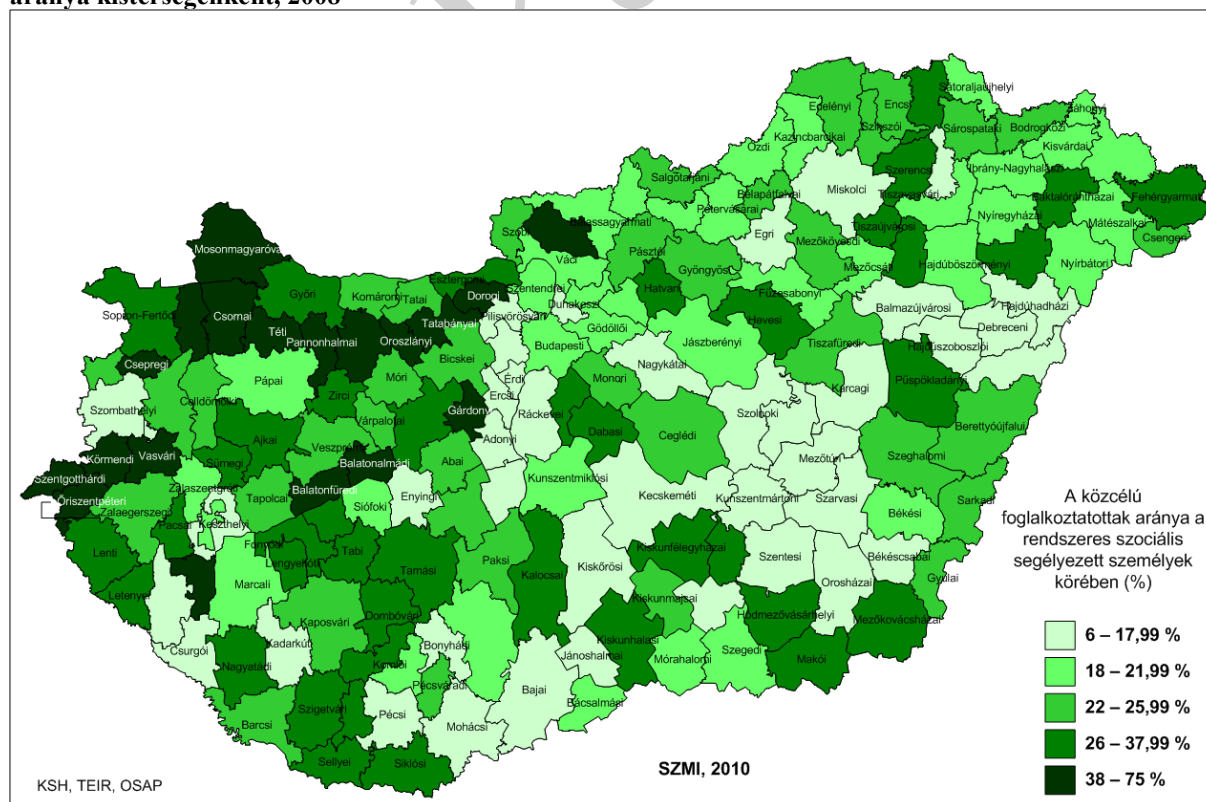 aránya kistérségenként, 2008
Sátoraljaújhelyi
Edelényi
Encsi
Záhonyi
Szikszói
Sárospataki
Bodrogközi
Kazincbarcikai
Kisvárdai
Ózdi
Szerencsi
Ibrány-Nagyhalászi
Salgótarjáni
Bélapátfalvai
Miskolci
Tiszavasvári
Baktalórántházai
Fehérgyarmati
Balassagyarmati
Pétervásárai
Nyíregyházai
Mátészalkai
Szobi
Egri
Tiszaújvárosi
Csengeri
Mosonmagyaróvá
Váci
Pásztói
Mezőkövesdi
Gyöngyösi
Mezőcsáti
Hajdúböszörményi
Nyírbátori
Esztergomi
Győri
Komáromi
Tatai
Dorogi
Szentendrei
Hatvani
Füzesabonyi
Sopron-Fertődi
Csornai
Dunakeszi
Hevesi
Balmazújvárosi
Hajdúhadházi
Téti
Tatabányai
Pilisvörösvári
Gödöllői
Debreceni
Pannonhalmai
Oroszlányi
Budapesti
Jászberényi
Tiszafüredi
Hajdúszoboszlói
Csepregi
Bicskei
Nagykátai
Pápai
Móri
Érdi
Monori
Karcagi
Püspökladányi
Celldömölki
Zirci
Ercsi
Szombathelyi
Várpalotai
Gárdony
Ráckevei
Dabasi
Szolnoki
Ajkai
Veszprémi
Adonyi
Ceglédi
Berettyóújfalui
Vasvári
Körmendi
Sümegi
Balatonalmádi
Abai
Mezőtúri
Szeghalmi
Szentgotthárdi
Zalaszentgróti
Tapolcai
Balatonfüredi
Enyingi
Kunszentmiklósi
Őriszentpéteri
Siófoki
Kecskeméti
Kunszentmártoni
Szarvasi
Sarkadi
Zalaegerszegi
Pacsai
Keszthelyi
Békési
Fonyódi
Tabi
Kiskunfélegyházai
Lenti
Lengyeltóti
Tamási
Paksi
Kalocsai
Kiskőrösi
Szentesi
Békéscsabai
Marcali
Gyulai
Letenyei
Orosházai
Kiskunmajsai
Dombóvári
Hódmezővásárhelyi
Kaposvári
Mezőkovácsházai
Kadarkúti
Bonyhádi
Kiskunhalasi
Csurgói
Jánoshalmai
Szegedi
Nagyatádi
Komlói
Mórahalomi
Makói
Pécsváradi
Bajai
Szigetvári
Bácsalmási
Pécsi
Barcsi
Mohácsi
Sellyei
Siklósi
A közcélú
foglalkoztatottak aránya a
rendszeres szociális
segélyezett személyek
körében (%)
6 – 17,99 %
18 – 21,99 %
22 – 25,99 %
26 – 37,99 %
38 – 75 %
KSH, TEIR, OSAP
SZMI, 2010